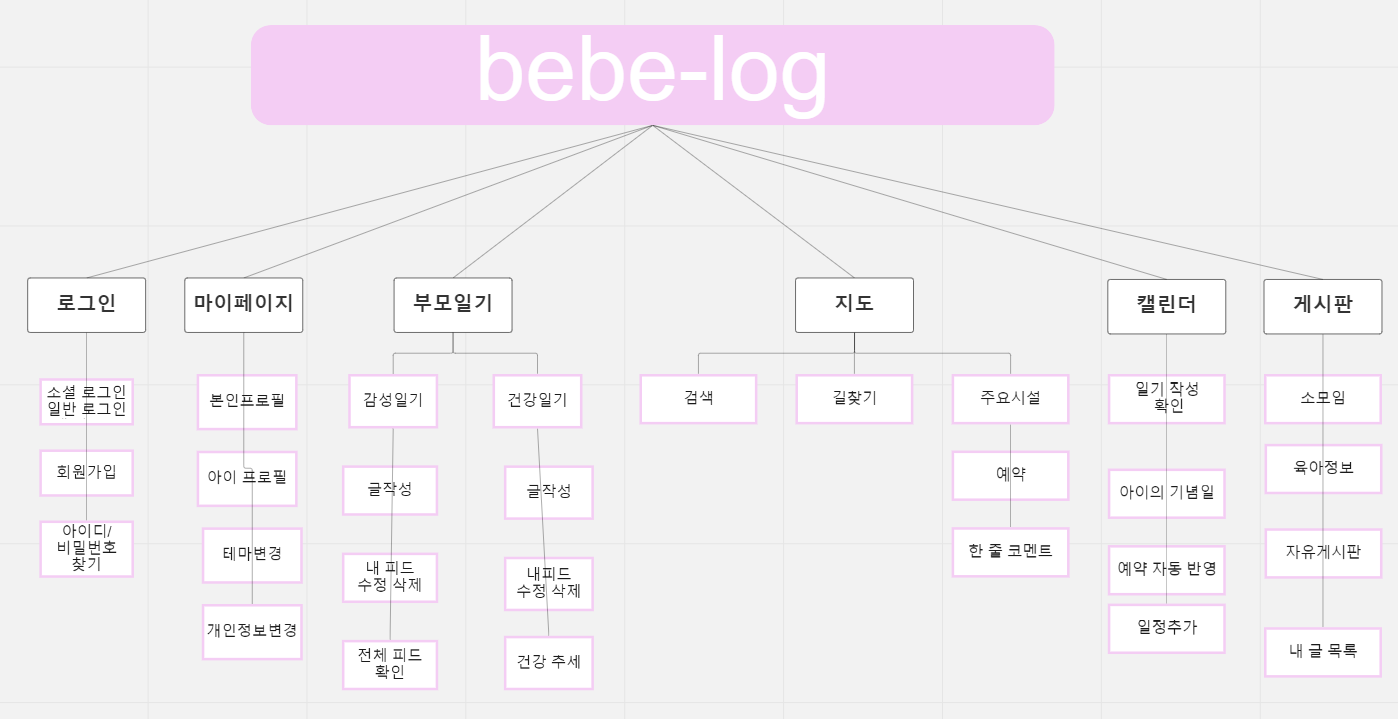 bebe-log
로그인
마이페이지
부모일기
지도
캘린더
게시판
소셜 로그인
일반 로그인
회원가입
아이디/
비밀번호
찾기
본인프로필
아이 프로필
테마변경
개인정보변경
감성일기
글작성
내 피드
수정 삭제
전체 피드
확인
건강일기
글작성
내피드
수정 삭제
건강 추세
검색
길찾기
주요시설
예약
한 줄 코멘트
일기 작성
확인
아이의 기념일
예약 자동 반영
일정추가
소모임
육아정보
자유게시판
내 글 목록